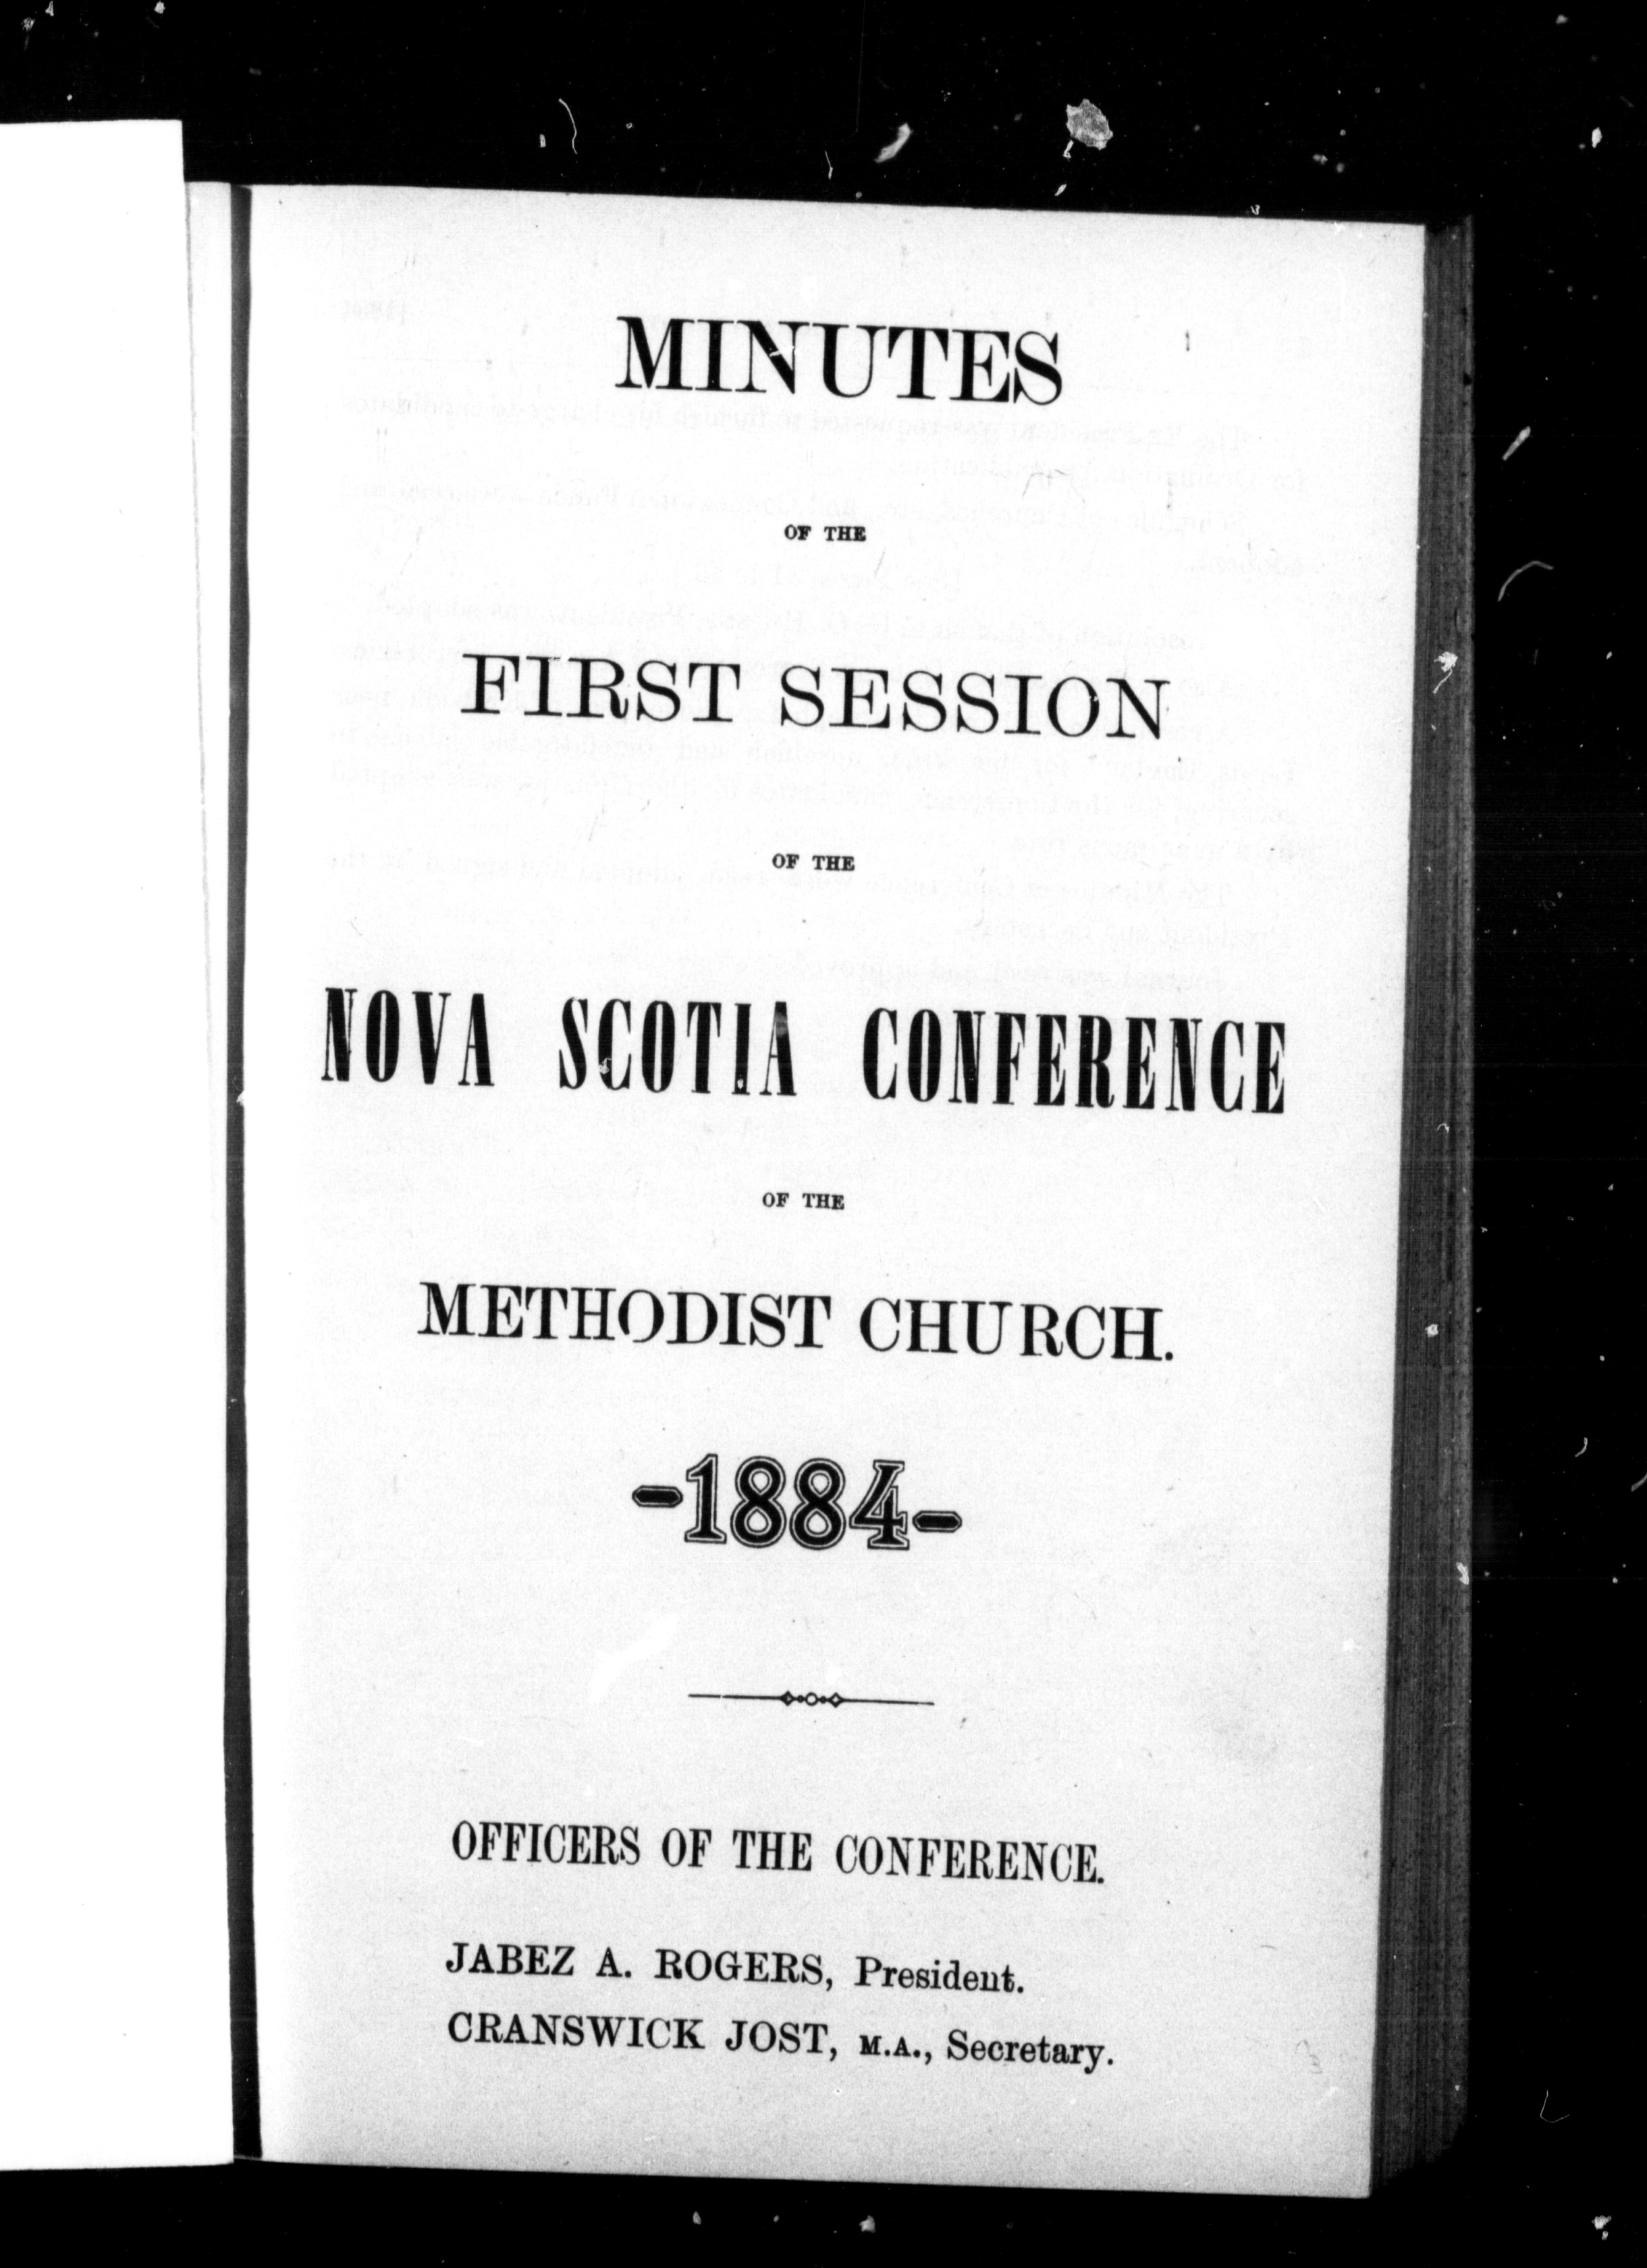 MINUTES
OF THE
FIRST SESSION
OF THE
NOVA SCOTIA CONFERENCE
OF THE
METHODIST CHURCH.
-1884-
OFFICERS OF THE CONFERENCE.
JABEZ A. ROGERS, President.
CRANSWICK JOST, M.A., Secretary.